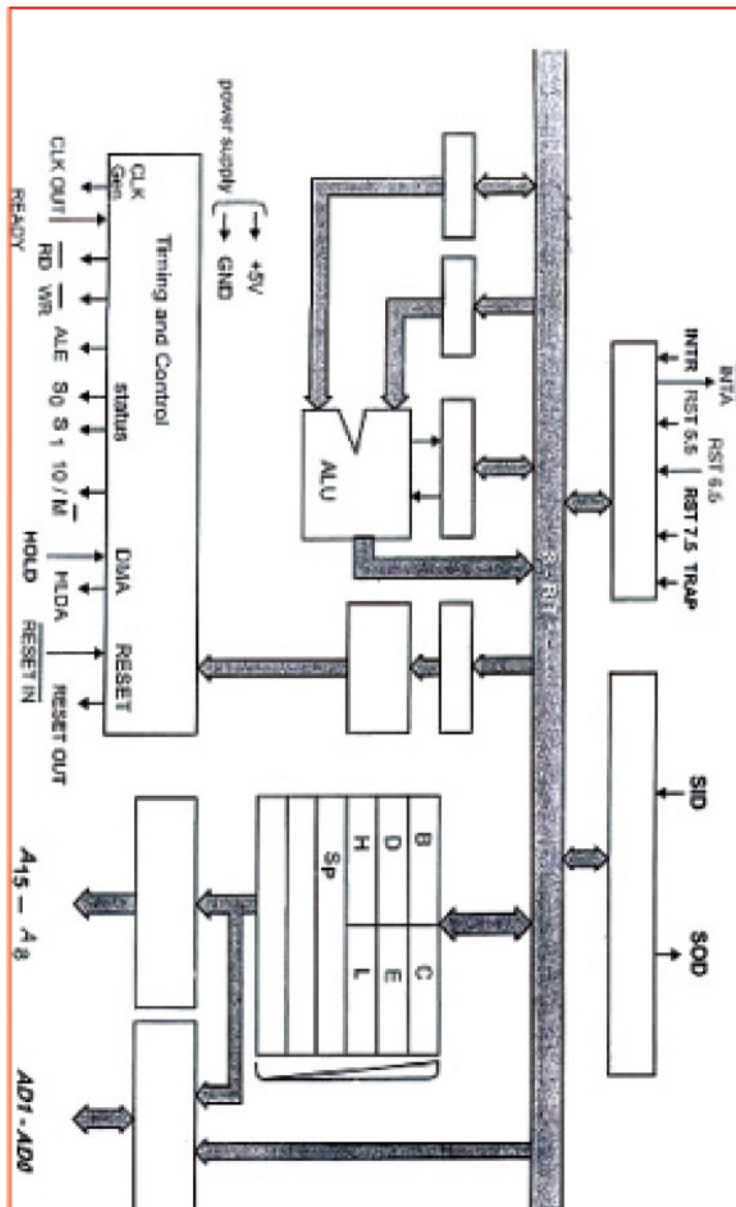 INTR
INTA
RST 5.5
RST 6.5
RST 7.5
TRAP
SID
SOD
ALU
power supply
+5V
GND
CLK
Gen
Timing and Control
status
DMA
RESET
CLK OUT
READY
RD
WR
ALE
S0
S1
10 / M
HOLD
HLDA
RESET IN
RESET OUT
B
C
D
E
H
L
Sp
A15 – A8
AD1 - AD0